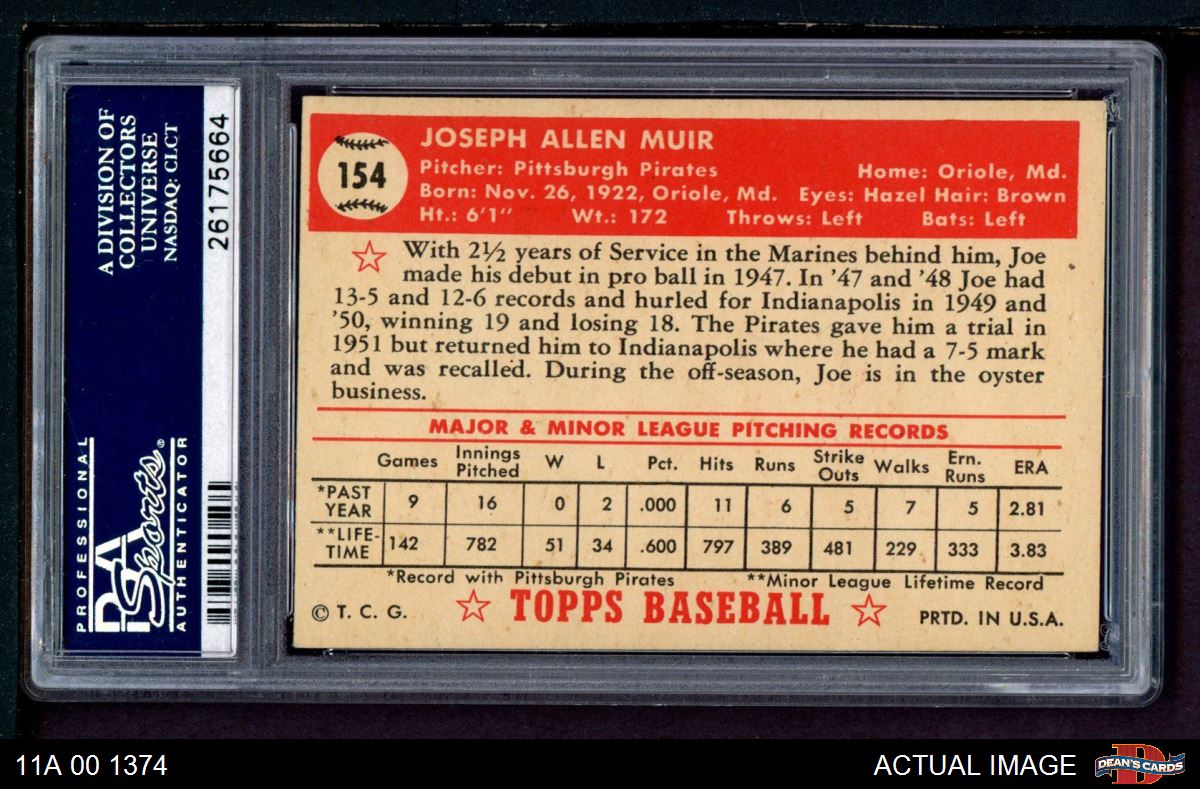 A DIVISION OF
COLLECTORS
UNIVERSE
NASDAQ: CLCT
26175664
PROFESSIONAL
PSA
Sports®
AUTHENTICATOR
154
JOSEPH ALLEN MUIR
Pitcher: Pittsburgh Pirates Home: Oriole, Md.
Born: Nov. 26, 1922, Oriole, Md. Eyes: Hazel Hair: Brown
Ht.: 6'1" Wt.: 172 Throws: Left Bats: Left
With 2½ years of Service in the Marines behind him, Joe
made his debut in pro ball in 1947. In '47 and '48 Joe had
13-5 and 12-6 records and hurled for Indianapolis in 1949 and
'50, winning 19 and losing 18. The Pirates gave him a trial in
1951 but returned him to Indianapolis where he had a 7-5 mark
and was recalled. During the off-season, Joe is in the oyster
business.
MAJOR & MINOR LEAGUE PITCHING RECORDS
Games Innings Pitched W L Pct. Hits Runs Strike Outs Walks Ern. Runs ERA
*PAST YEAR 9 16 0 2 .000 11 6 5 7 5 2.81
**LIFE-TIME 142 782 51 34 .600 797 389 481 229 333 3.83
*Record with Pittsburgh Pirates **Minor League Lifetime Record
© T. C. G. TOPPS BASEBALL PRTD. IN U.S.A.
11A 00 1374
ACTUAL IMAGE
D
DEAN'S CARDS